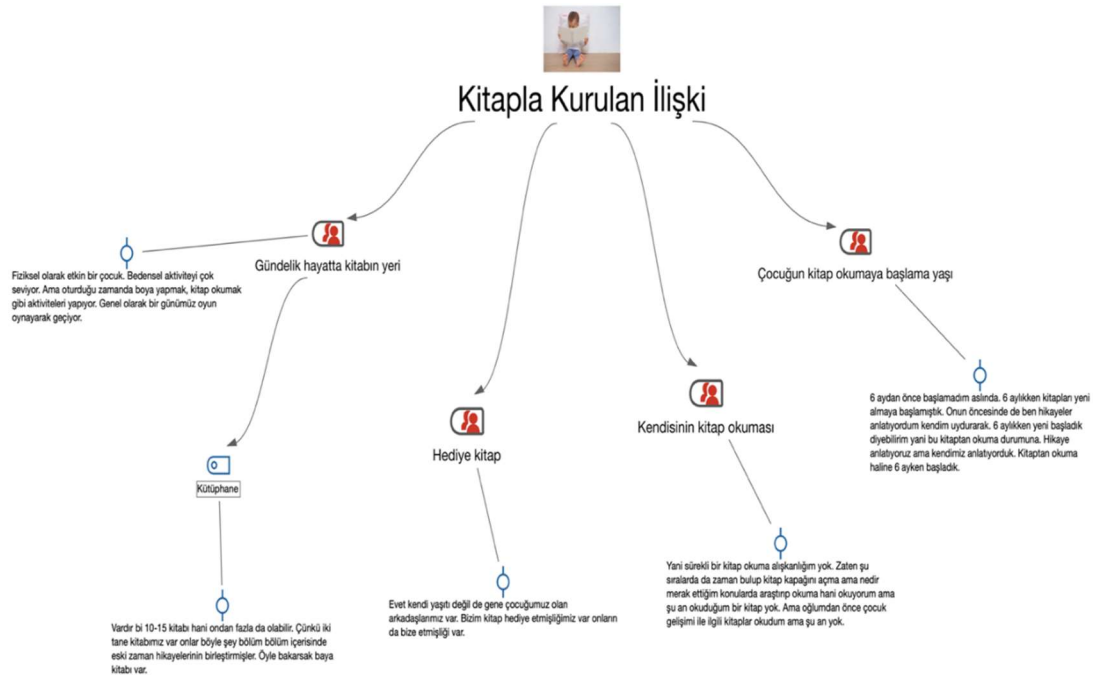 Kitapla Kurulan İlişki
Gündelik hayatta kitabın yeri
Fiziksel olarak etkin bir çocuk. Bedensel aktiviteyi çok
seviyor. Ama oturduğu zamanda boya yapmak, kitap okumak
gibi aktiviteleri yapıyor. Genel olarak bir günümüz oyun
oynayarak geçiyor.
Kütüphane
Vardır bi 10-15 kitabı hani ondan fazla da olabilir. Çünkü iki
tane kitabımız var onlar böyle şey bölüm bölüm içerisinde
eski zaman hikayelerinin birleştirmişler. Öyle bakarsak baya
kitabı var.
Hediye kitap
Evet kendi yaşıtı değil de gene çocuğumuz olan
arkadaşlarımız var. Bizim kitap hediye etmişliğimiz var onların
da bize etmişliği var.
Kendisinin kitap okuması
Yani sürekli bir kitap okuma alışkanlığım yok. Zaten şu
sıralarda da zaman bulup kitap kapağını açma ama nedir
merak ettiğim konularda araştırıp okuma hani okuyorum ama
şu an okuduğum bir kitap yok. Ama oğlumdan önce çocuk
gelişimi ile ilgili kitaplar okudum ama şu an yok.
Çocuğun kitap okumaya başlama yaşı
6 aydan önce başlamadım aslında. 6 aylıkken kitapları yeni
almaya başlamıştık. Onun öncesinde de ben hikayeler
anlatıyordum kendim uydurarak. 6 aylıkken yeni başladık
diyebilirim yani bu kitaptan okuma durumuna. Hikaye
anlatıyoruz ama kendimiz anlatıyorduk. Kitaptan okuma
haline 6 ayken başladık.